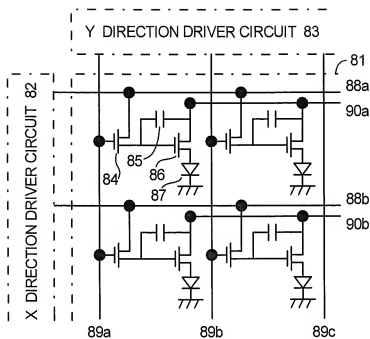 Y DIRECTION DRIVER CIRCUIT 83
X DIRECTION DRIVER CIRCUIT 82
81
88a
90a
85
84
86
87
88b
90b
89a 89b 89c